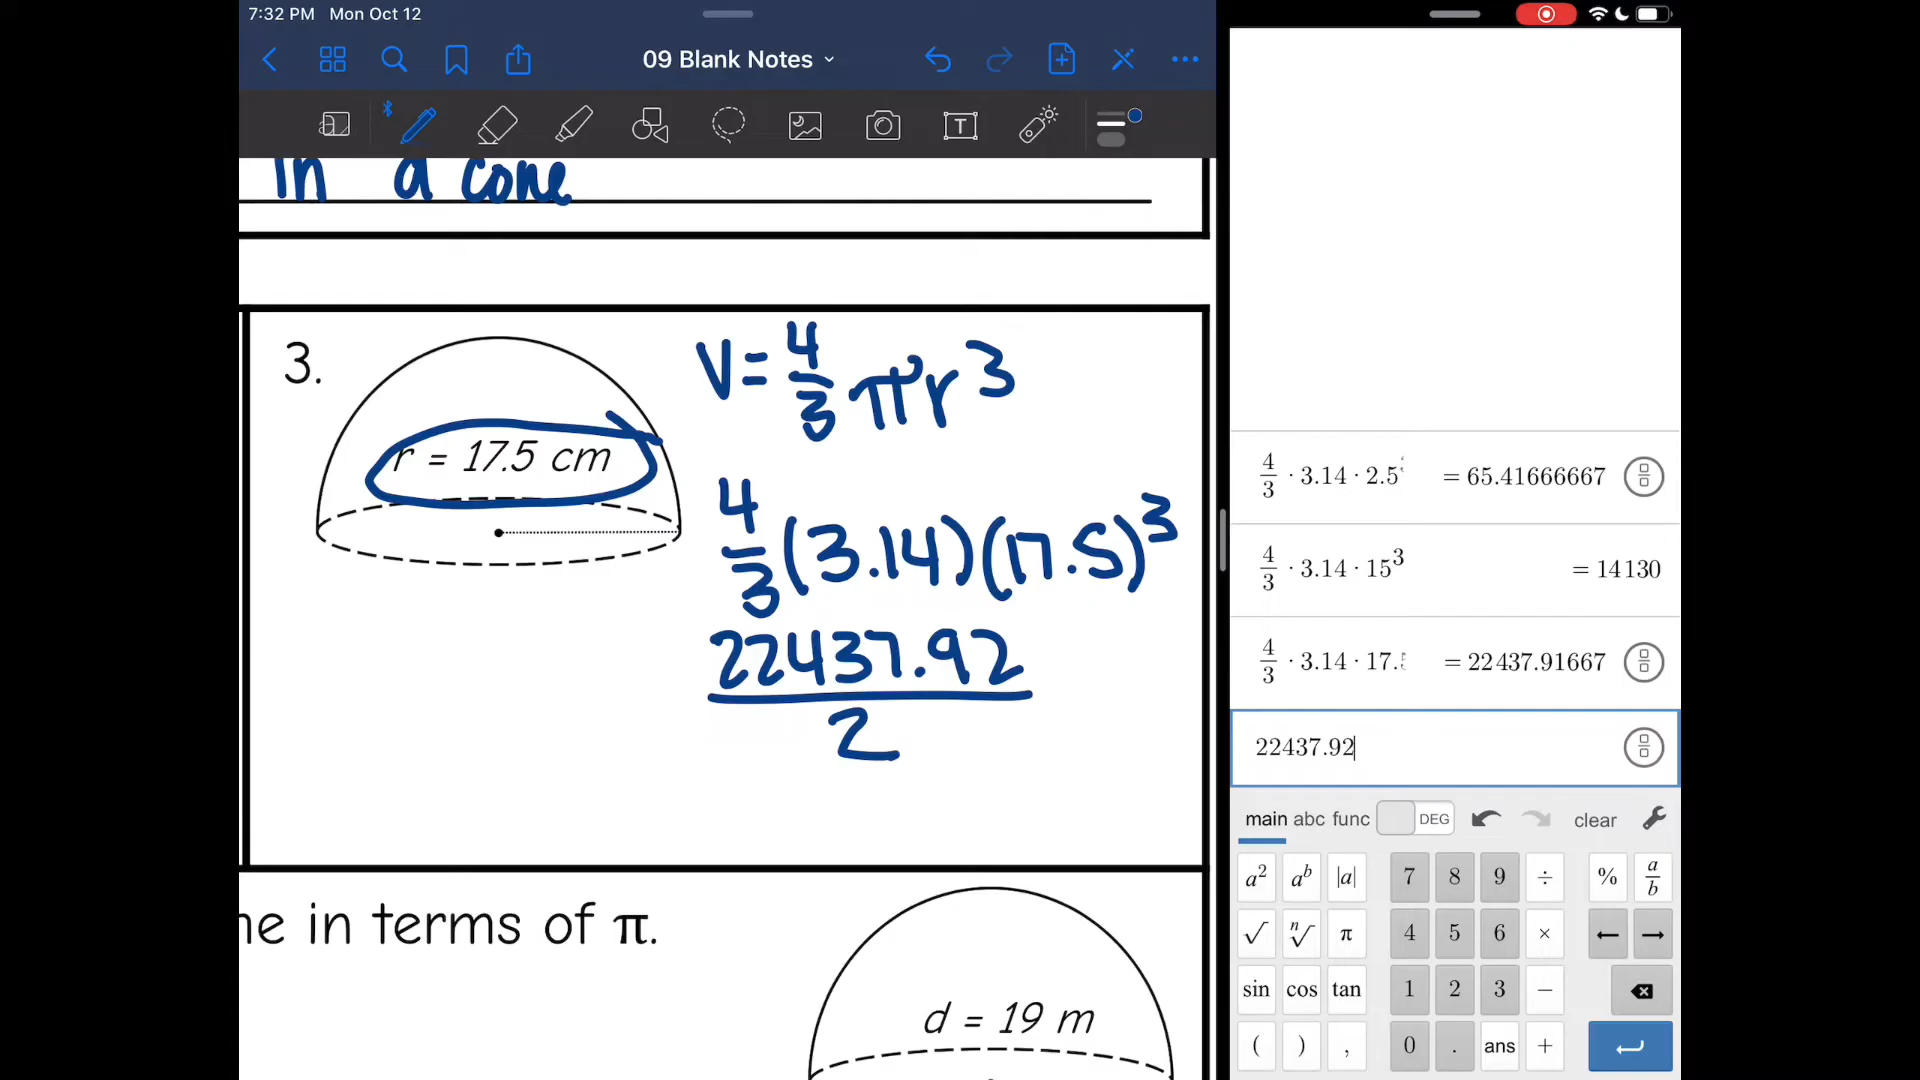 7:32 PM Mon Oct 12
09 Blank Notes
in a cone
3.
r = 17.5 cm
V = 4/3 πr³
4/3 (3.14)(17.5)³
22437.92
2
ne in terms of π.
d = 19 m
4/3 · 3.14 · 2.5 = 65.41666667
4/3 · 3.14 · 15³ = 14130
4/3 · 3.14 · 17. = 22437.91667
22437.92
main abc func DEG clear
a² aᵇ |a| 7 8 9 ÷ % a/b
√ ⁿ√ π 4 5 6 × ← →
sin cos tan 1 2 3 −
( ) , 0 . ans +